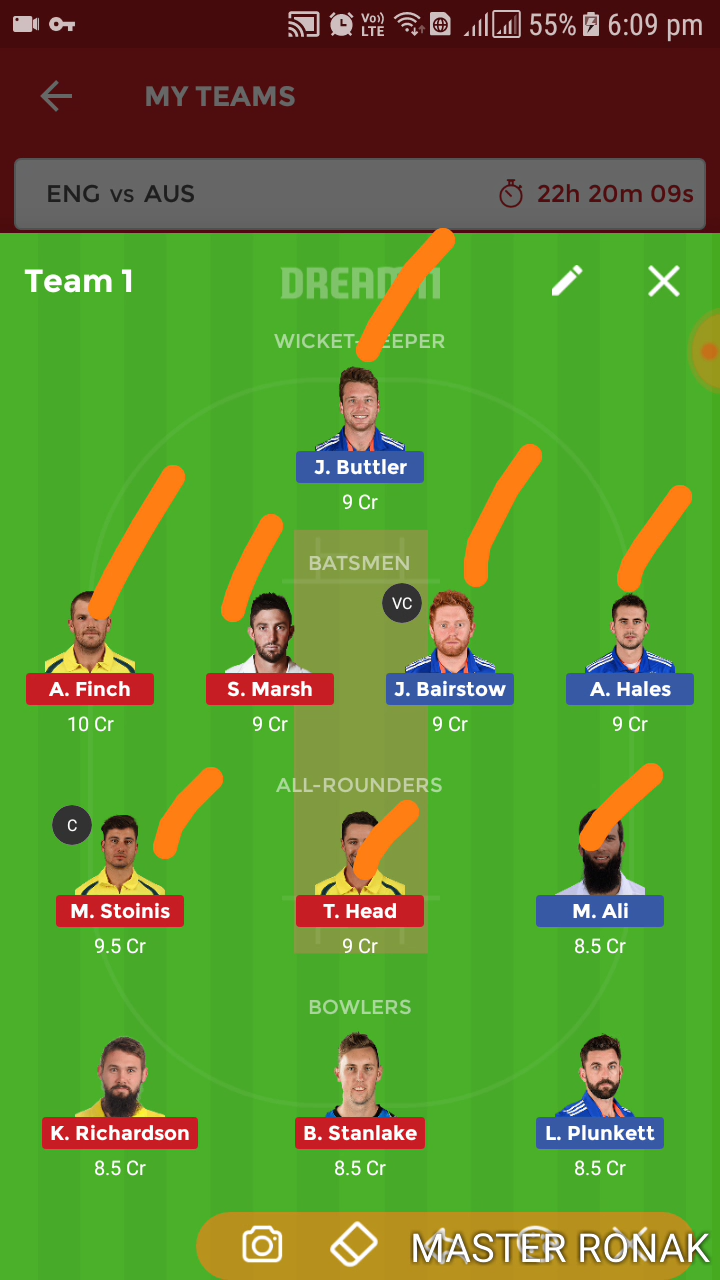 Vo))
LTE
55%
6:09 pm
MY TEAMS
ENG vs AUS
22h 20m 09s
Team 1
WICKET-
J. Buttler
9 Cr
BATSMEN
VC
A. Finch
S. Marsh
J. Bairstow
A. Hales
10 Cr
9 Cr
9 Cr
9 Cr
ALL-ROUNDERS
C
M. Stoinis
T. Head
M. Ali
9.5 Cr
9 Cr
8.5 Cr
BOWLERS
K. Richardson
B. Stanlake
L. Plunkett
8.5 Cr
8.5 Cr
8.5 Cr
MASTER RONAK